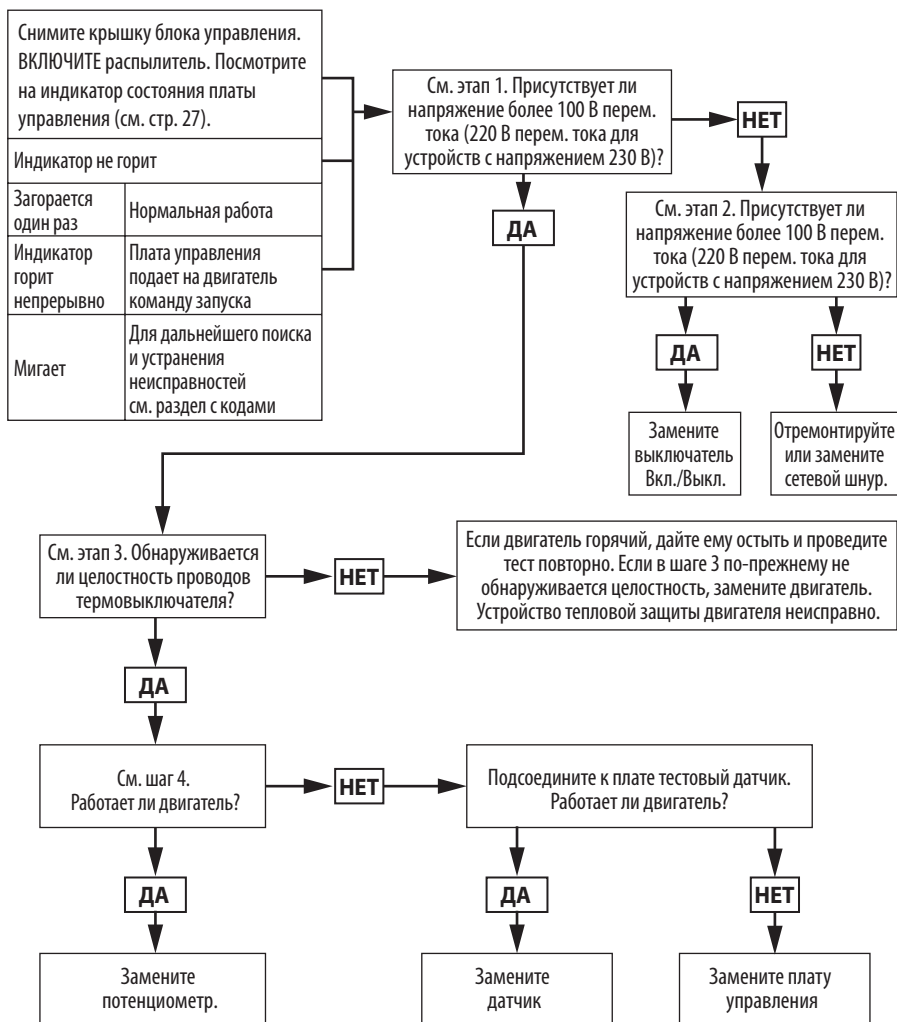 Снимите крышку блока управления.
ВКЛЮЧИТЕ распылитель. Посмотрите
на индикатор состояния платы
управления (см. стр. 27).
Индикатор не горит
Загорается
один раз
Нормальная работа
Индикатор
горит
непрерывно
Плата управления
подает на двигатель
команду запуска
Мигает
Для дальнейшего поиска
и устранения
неисправностей
см. раздел с кодами
См. этап 1. Присутствует ли
напряжение более 100 В перем.
тока (220 В перем. тока для
устройств с напряжением 230 В)?
НЕТ
ДА
См. этап 2. Присутствует ли
напряжение более 100 В перем.
тока (220 В перем. тока для
устройств с напряжением 230 В)?
ДА
НЕТ
Замените
выключатель
Вкл./Выкл.
Отремонтируйте
или замените
сетевой шнур.
См. этап 3. Обнаруживается
ли целостность проводов
термовыключателя?
НЕТ
Если двигатель горячий, дайте ему остыть и проведите
тест повторно. Если в шаге 3 по-прежнему не
обнаруживается целостность, замените двигатель.
Устройство тепловой защиты двигателя неисправно.
ДА
См. шаг 4.
Работает ли двигатель?
НЕТ
Подсоедините к плате тестовый датчик.
Работает ли двигатель?
ДА
ДА
НЕТ
Замените
потенциометр.
Замените
датчик
Замените плату
управления